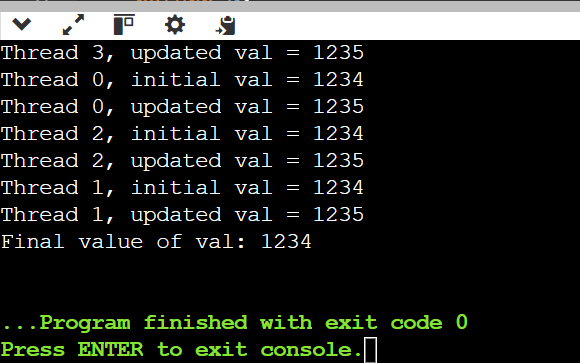 Thread 3, updated val = 1235
Thread 0, initial val = 1234
Thread 0, updated val = 1235
Thread 2, initial val = 1234
Thread 2, updated val = 1235
Thread 1, initial val = 1234
Thread 1, updated val = 1235
Final value of val: 1234
...Program finished with exit code 0
Press ENTER to exit console.